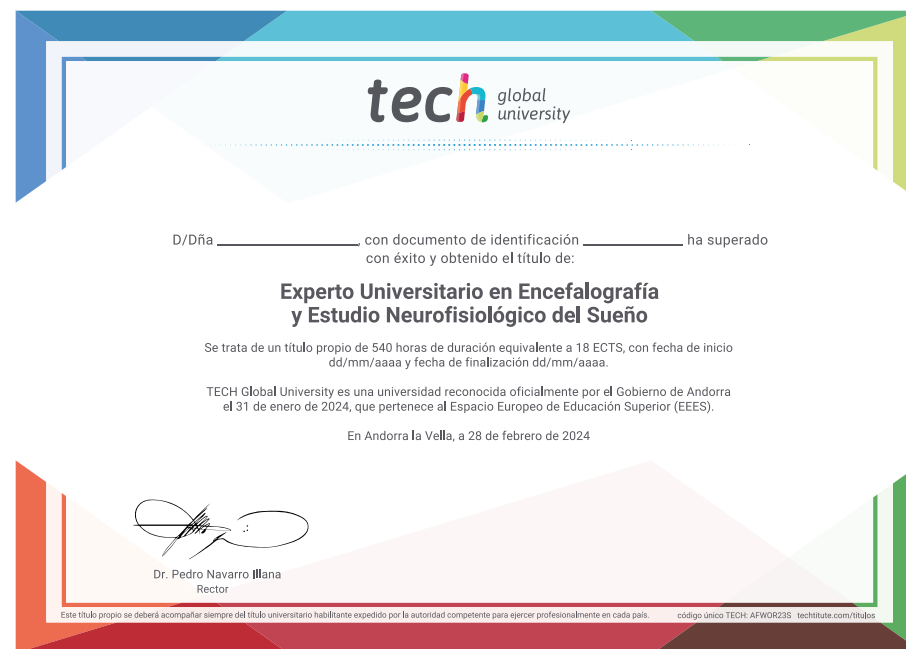 tech global university
D/Dña ____________________, con documento de identificación ______________ ha superado
con éxito y obtenido el título de:
Experto Universitario en Encefalografía
y Estudio Neurofisiológico del Sueño
Se trata de un título propio de 540 horas de duración equivalente a 18 ECTS, con fecha de inicio
dd/mm/aaaa y fecha de finalización dd/mm/aaaa.
TECH Global University es una universidad reconocida oficialmente por el Gobierno de Andorra
el 31 de enero de 2024, que pertenece al Espacio Europeo de Educación Superior (EEES).
En Andorra la Vella, a 28 de febrero de 2024
Dr. Pedro Navarro Illana
Rector
Este título propio se deberá acompañar siempre del título universitario habilitante expedido por la autoridad competente para ejercer profesionalmente en cada país. código único TECH: AFWOR23S techtitute.com/titulos